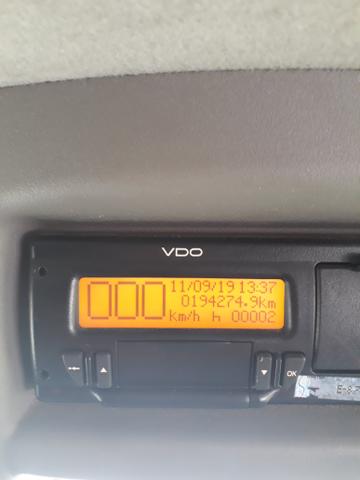 VDO
000
11/09/19 13:37
0194274.9km
km/h h 00002
OK